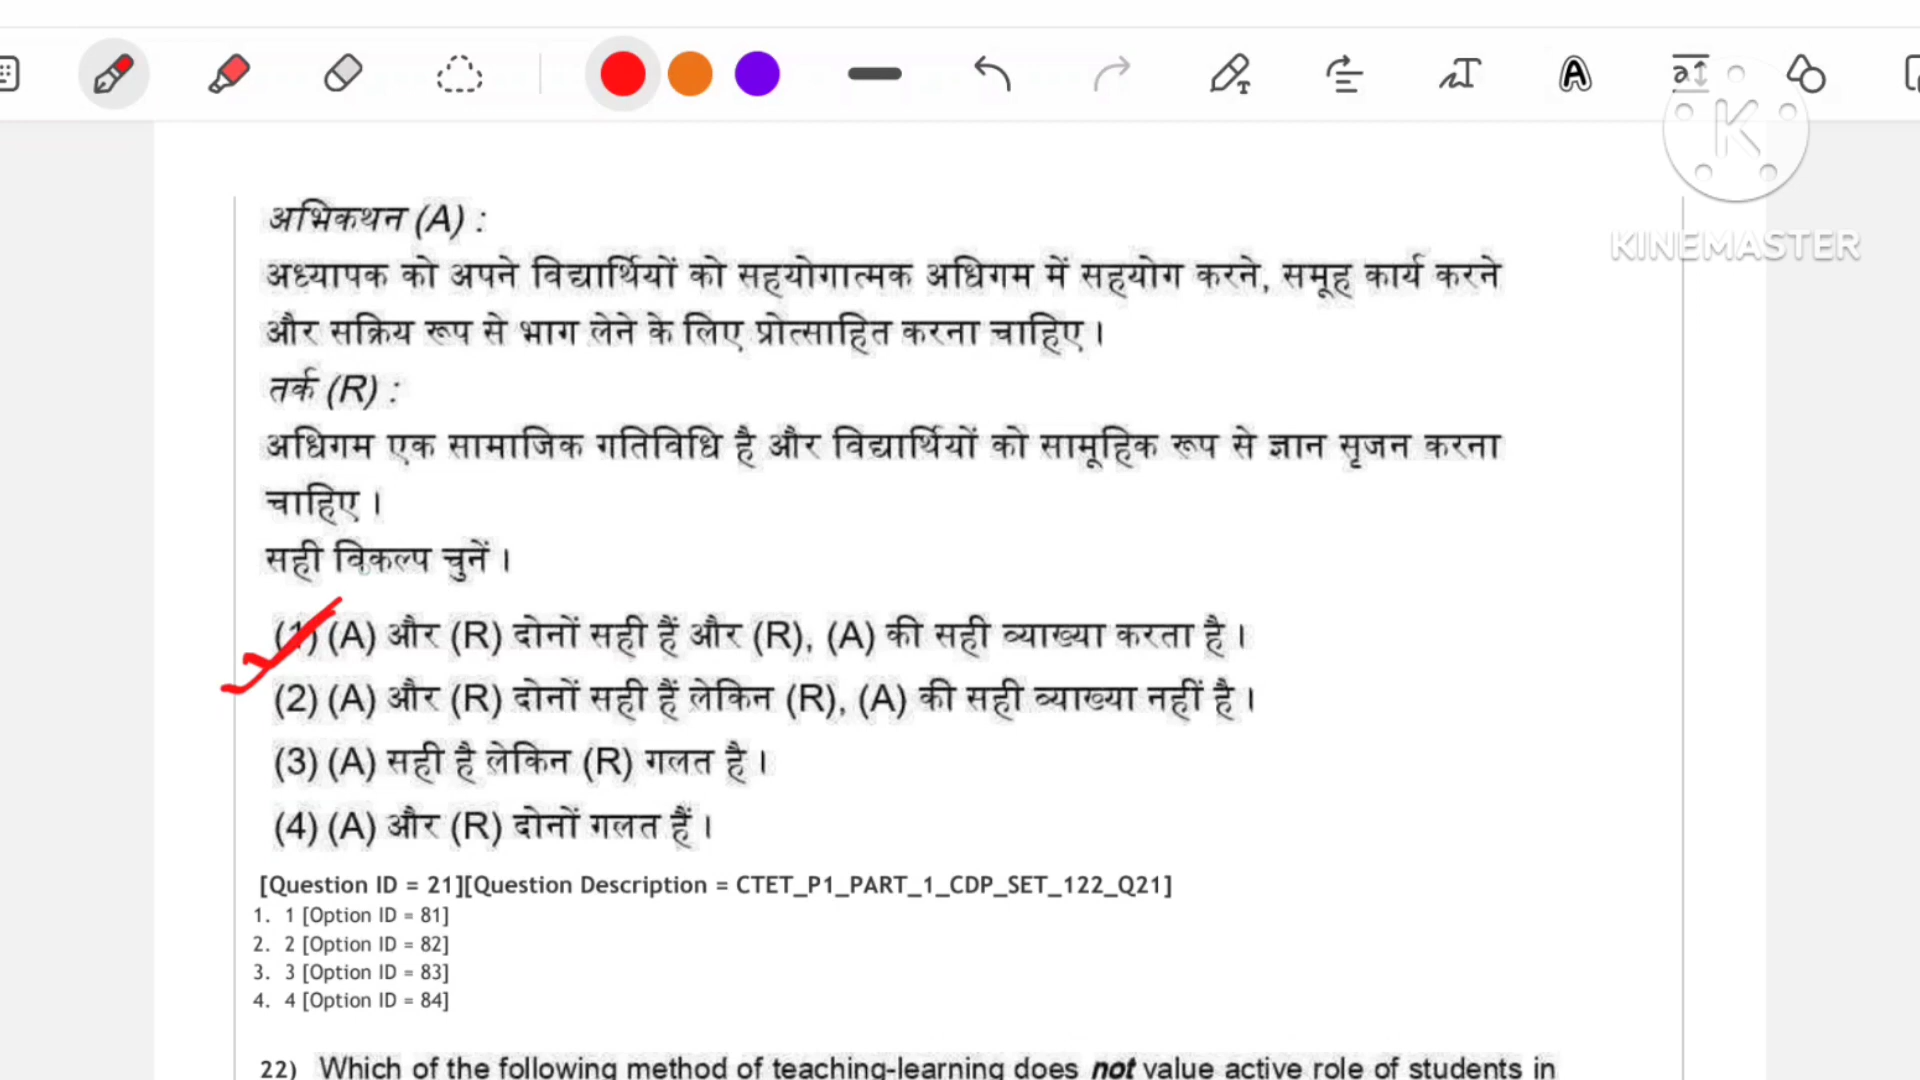 KINEMASTER
अभिकथन (A) :
अध्यापक को अपने विद्यार्थियों को सहयोगात्मक अधिगम में सहयोग करने, समूह कार्य करने
और सक्रिय रूप से भाग लेने के लिए प्रोत्साहित करना चाहिए।
तर्क (R) :
अधिगम एक सामाजिक गतिविधि है और विद्यार्थियों को सामूहिक रूप से ज्ञान सृजन करना
चाहिए।
सही विकल्प चुनें।
(1) (A) और (R) दोनों सही हैं और (R), (A) की सही व्याख्या करता है।
(2) (A) और (R) दोनों सही हैं लेकिन (R), (A) की सही व्याख्या नहीं है।
(3) (A) सही है लेकिन (R) गलत है।
(4) (A) और (R) दोनों गलत हैं।
[Question ID = 21][Question Description = CTET_P1_PART_1_CDP_SET_122_Q21]
1. 1 [Option ID = 81]
2. 2 [Option ID = 82]
3. 3 [Option ID = 83]
4. 4 [Option ID = 84]
22) Which of the following method of teaching-learning does not value active role of students in